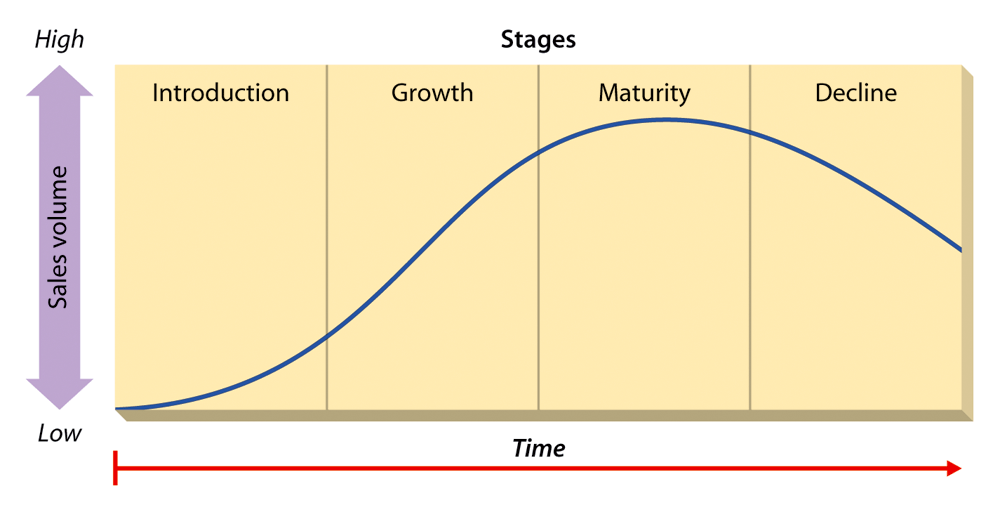 High
Stages
Introduction
Growth
Maturity
Decline
Sales volume
Low
Time